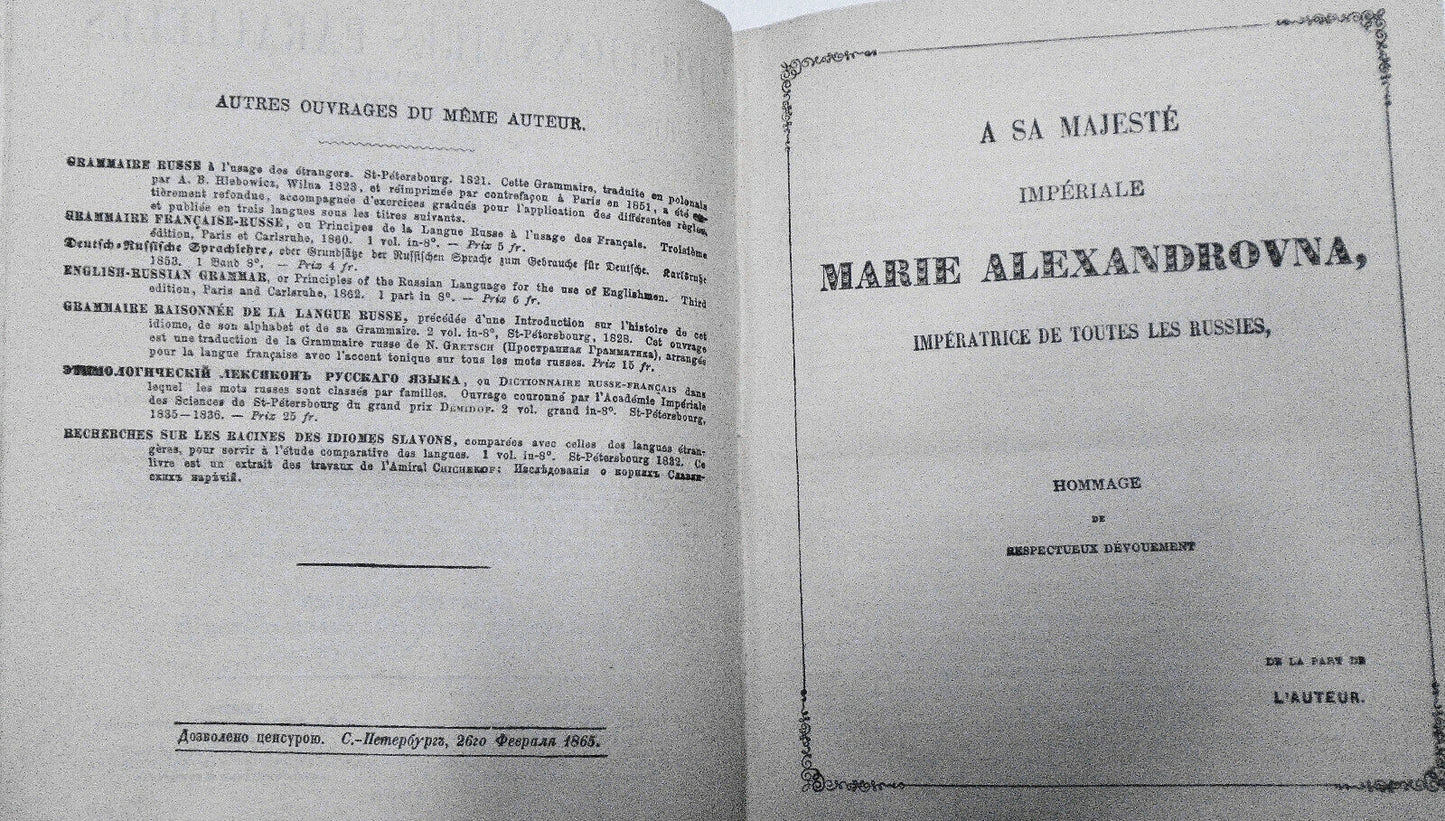 AUTRES OUVRAGES DU MÊME AUTEUR.
GRAMMAIRE RUSSE à l'usage des étrangers. St-Pétersbourg. 1821. Cette Grammaire, traduite en polonais
par A. B. Hlebowicz, Wilna 1823, et réimprimée par contrefaçon à Paris en 1851, a été en-
tièrement refondue, accompagnée d'exercices gradués pour l'application des différentes règles,
et publiée en trois langues sous les titres suivants.
GRAMMAIRE FRANÇAISE-RUSSE, ou Principes de la Langue Russe à l'usage des Français. Troisième
édition, Paris et Carlsruhe, 1860. 1 vol. in-8°. — Prix 5 fr.
Deutsch-Russische Sprachlehre, oder Grundsätze der Russischen Sprache zum Gebrauche für Deutsche. Karlsruhe
1853. 1 Band 8°. — Prix 4 fr.
ENGLISH-RUSSIAN GRAMMAR, or Principles of the Russian Language for the use of Englishmen. Third
edition, Paris and Carlsruhe, 1862. 1 part in 8°. — Prix 6 fr.
GRAMMAIRE RAISONNÉE DE LA LANGUE RUSSE, précédée d'une Introduction sur l'histoire de cet
idiome, de son alphabet et de sa Grammaire. 2 vol. in-8°, St-Pétersbourg, 1828. Cet ouvrage
est une traduction de la Grammaire russe de N. GRETSCH (Пространная Грамматика), arrangée
pour la langue française avec l'accent tonique sur tous les mots russes. Prix 15 fr.
ЭТИМОЛОГИЧЕСКІЙ ЛЕКСИКОНЪ РУССКАГО ЯЗЫКА, ou DICTIONNAIRE RUSSE-FRANÇAIS dans
lequel les mots russes sont classés par familles. Ouvrage couronné par l'Académie Impériale
des Sciences de St-Pétersbourg du grand prix DÉMIDOF. 2 vol. grand in-8°. St-Pétersbourg,
1835—1836. — Prix 25 fr.
RECHERCHES SUR LES RACINES DES IDIOMES SLAVONS, comparées avec celles des langues étran-
gères, pour servir à l'étude comparative des langues. 1 vol. in-8°. St-Pétersbourg 1832. Ce
livre est un extrait des travaux de l'Amiral CHICHEKOF: Изслѣдованія о корняхъ Славян-
скихъ нарѣчій.
Дозволено ценсурою. С.-Петербургъ, 26го Февраля 1865.
A SA MAJESTÉ
IMPÉRIALE
MARIE ALEXANDROVNA,
IMPÉRATRICE DE TOUTES LES RUSSIES,
HOMMAGE
DE
RESPECTUEUX DÉVOUEMENT
DE LA PART DE
L'AUTEUR.